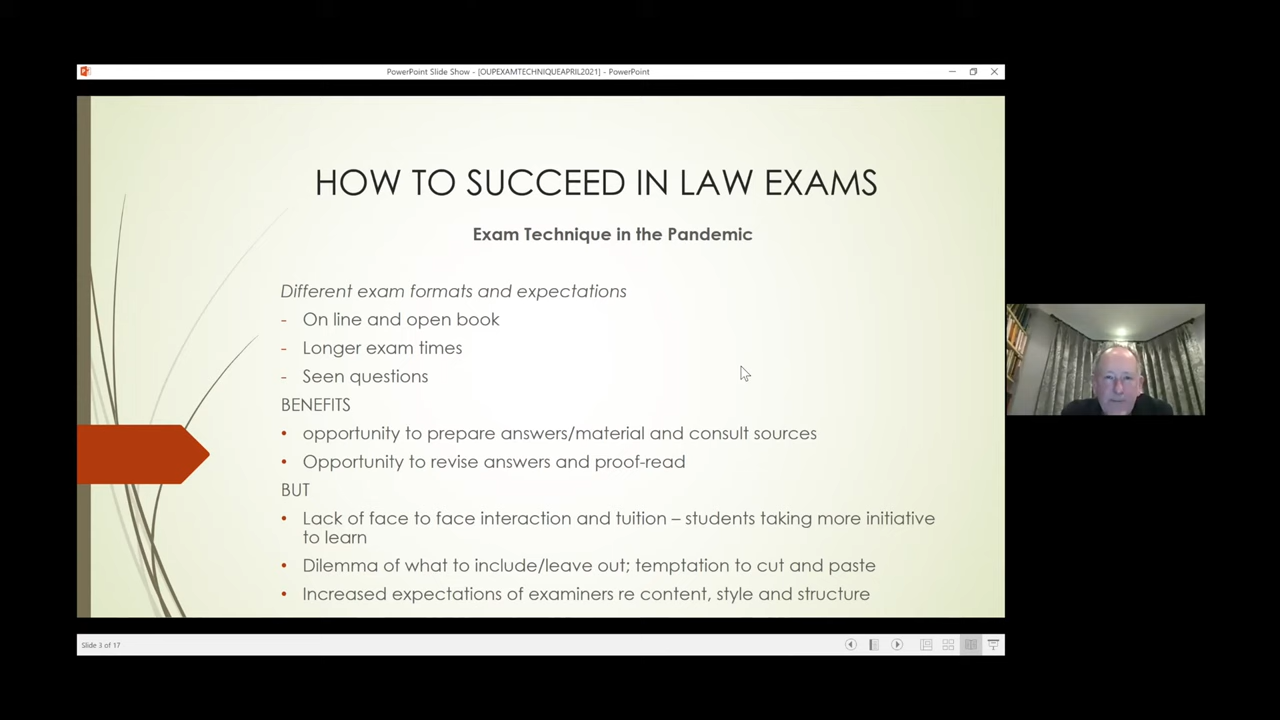 PowerPoint Slide Show - [OUPEXAMTECHNIQUEAPRIL2021] - PowerPoint
HOW TO SUCCEED IN LAW EXAMS
Exam Technique in the Pandemic
Different exam formats and expectations
- On line and open book
- Longer exam times
- Seen questions
BENEFITS
• opportunity to prepare answers/material and consult sources
• Opportunity to revise answers and proof-read
BUT
• Lack of face to face interaction and tuition – students taking more initiative
to learn
• Dilemma of what to include/leave out; temptation to cut and paste
• Increased expectations of examiners re content, style and structure
Slide 3 of 17